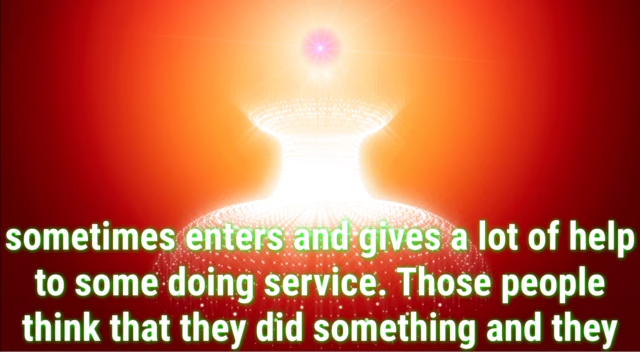 sometimes enters and gives a lot of help
to some doing service. Those people
think that they did something and they